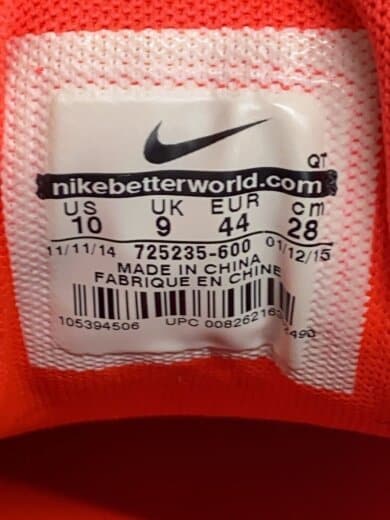 QT
nikebetterworld.com
US UK EUR cm
10 9 44 28
11/11/14 725235-600 01/12/15
MADE IN CHINA
FABRIQUE EN CHINE
105394506 UPC